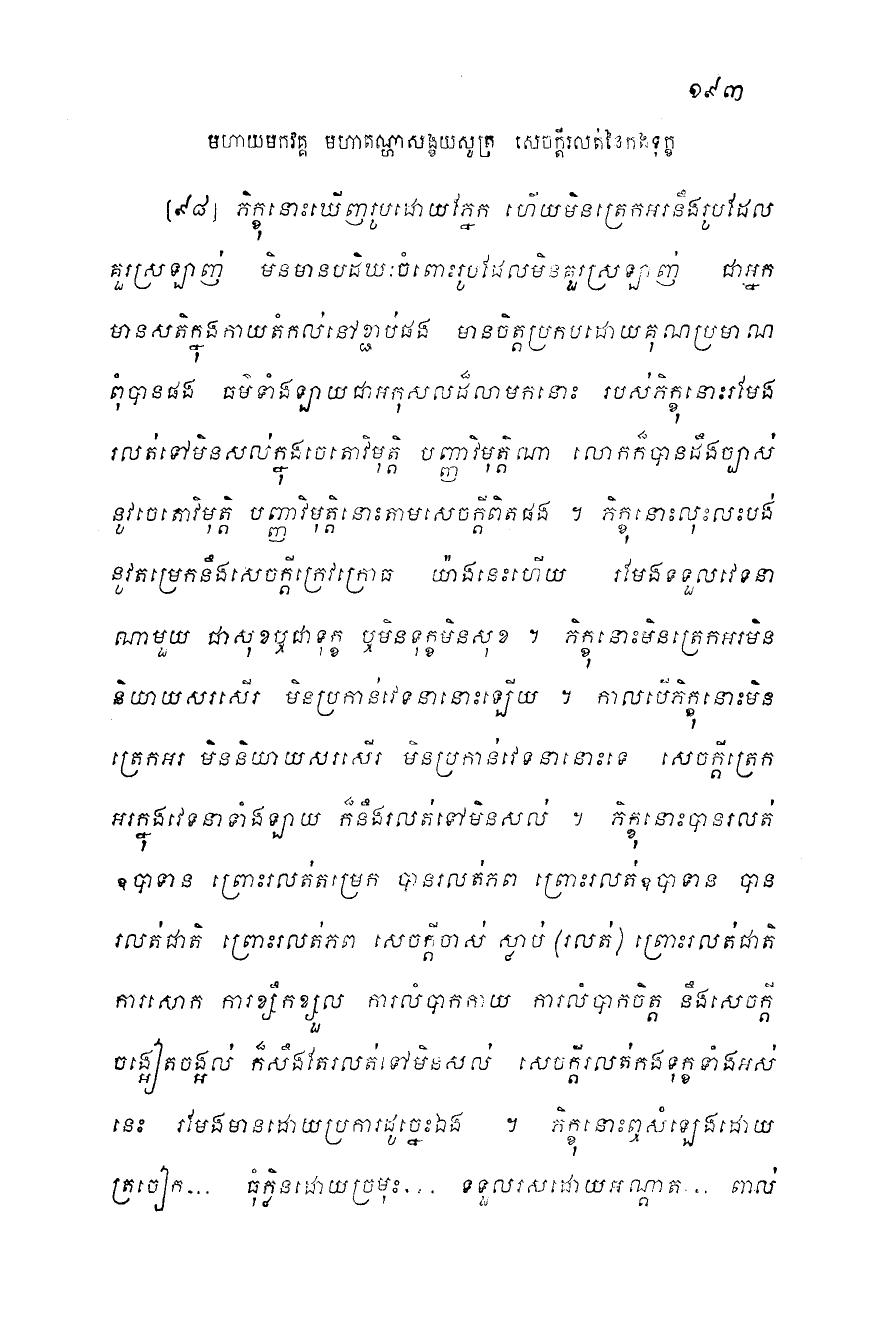 ១៩៣
មហាយមកវគ្គ មហាតណ្ហាសង្ខយសូត្រ សេចក្តីរលត់នៃកងទុក្ខ
[៩៨] ភិក្ខុនោះឃើញរូបដោយភ្នែក ហើយមិនត្រេកអរនឹងរូបដែល
គួរស្រឡាញ់ មិនមានបដិឃៈចំពោះរូបដែលមិនគួរស្រឡាញ់ ជាអ្នក
មានសតិក្នុងកាយតំកល់នៅខ្ជាប់ផង មានចិត្តប្រកបដោយគុណប្រមាណ
ពុំបានផង ធម៌ទាំងឡាយជាអកុសលដ៏លាមកនោះ របស់ភិក្ខុនោះរមែង
រលត់ទៅមិនសល់ក្នុងចេតោវិមុត្តិ បញ្ញាវិមុត្តិណា លោកក៏បានដឹងច្បាស់
នូវចេតោវិមុត្តិ បញ្ញាវិមុត្តិនោះតាមសេចក្តីពិតផង ។ ភិក្ខុនោះលុះលះបង់
នូវតម្រេកនឹងសេចក្តីក្រេវក្រោធ យ៉ាងនេះហើយ រមែងទទួលវេទនា
ណាមួយ ជាសុខឬជាទុក្ខ ឬមិនទុក្ខមិនសុខ ។ ភិក្ខុនោះមិនត្រេកអរមិន
និយាយសរសើរ មិនប្រកាន់វេទនានោះឡើយ ។ កាលបើភិក្ខុនោះមិន
ត្រេកអរ មិននិយាយសរសើរ មិនប្រកាន់វេទនានោះទេ សេចក្តីត្រេក
អរក្នុងវេទនាទាំងឡាយ ក៏នឹងរលត់ទៅមិនសល់ ។ ភិក្ខុនោះបានរលត់
ឧបាទាន ព្រោះរលត់តម្រេក បានរលត់ភព ព្រោះរលត់ឧបាទាន បាន
រលត់ជាតិ ព្រោះរលត់ភព សេចក្តីចាស់ ស្លាប់ (រលត់) ព្រោះរលត់ជាតិ
ការសោក ការខ្សឹកខ្សួល ការលំបាកកាយ ការលំបាកចិត្ត នឹងសេចក្តី
ចង្អៀតចង្អល់ ក៏សឹងតែរលត់ទៅមិនសល់ សេចក្តីរលត់កងទុក្ខទាំងអស់
នេះ រមែងមានដោយប្រការដូច្នេះឯង ។ ភិក្ខុនោះឮសំឡេងដោយ
ត្រចៀក... ធុំក្លិនដោយច្រមុះ... ទទួលរសដោយអណ្តាត... ពាល់